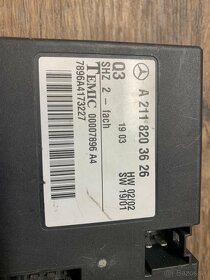 A 211 820 36 26
Q3
19 03
HW 02/02
SW 19/01
SHZ 2 - fach
TEMIC 00007896 A4
7896A4173227